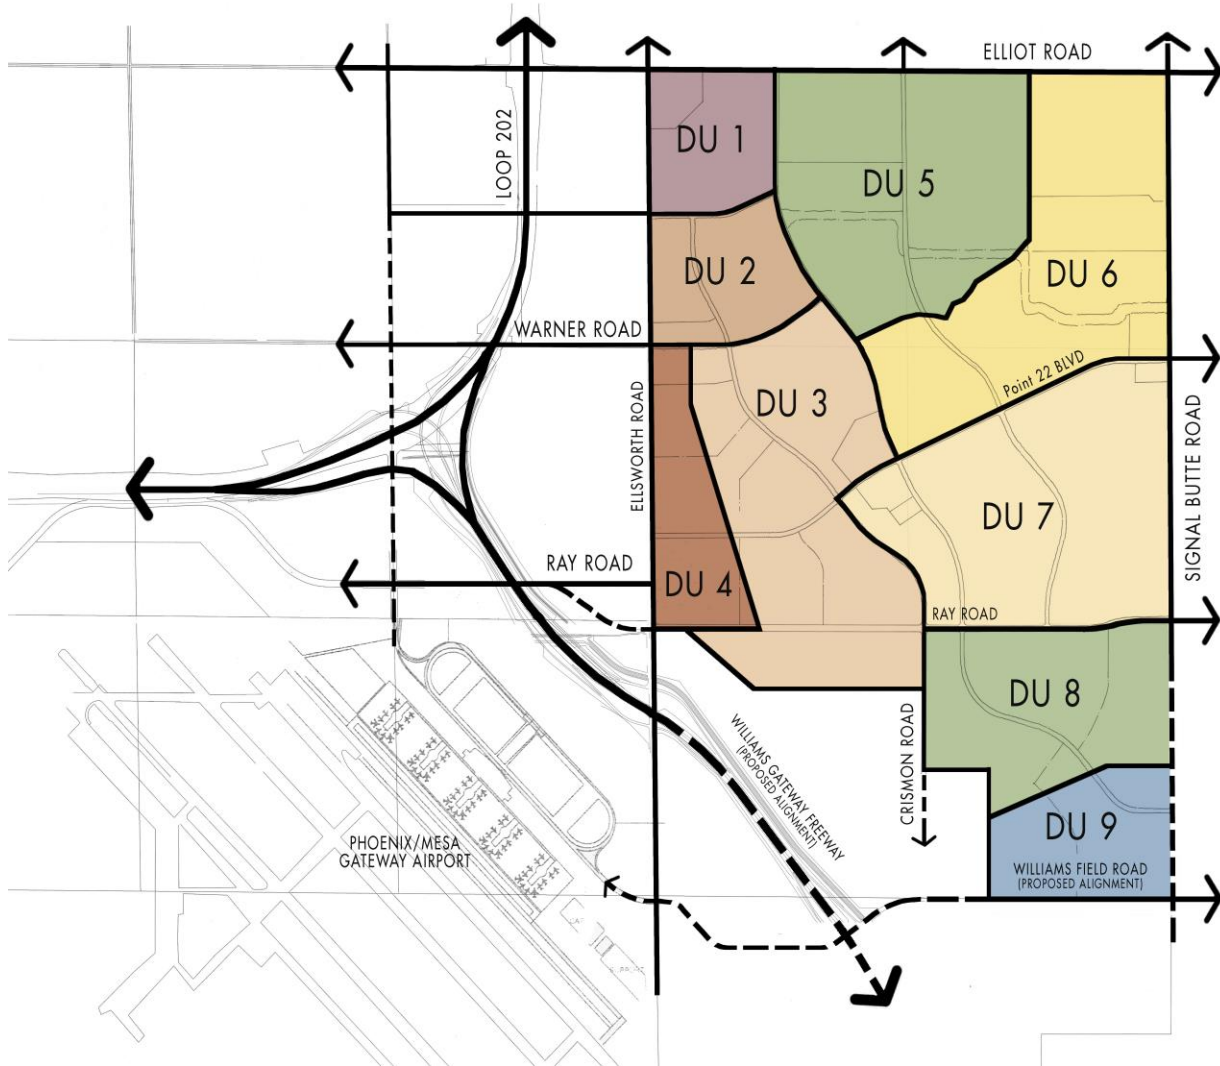 ELLIOT ROAD
LOOP 202
DU 1
DU 5
DU 2
DU 6
WARNER ROAD
Point 22 BLVD
DU 3
ELLSWORTH ROAD
SIGNAL BUTTE ROAD
DU 7
RAY ROAD
DU 4
RAY ROAD
DU 8
CRISMON ROAD
WILLIAMS GATEWAY FREEWAY
(PROPOSED ALIGNMENT)
PHOENIX/MESA
GATEWAY AIRPORT
DU 9
WILLIAMS FIELD ROAD
(PROPOSED ALIGNMENT)